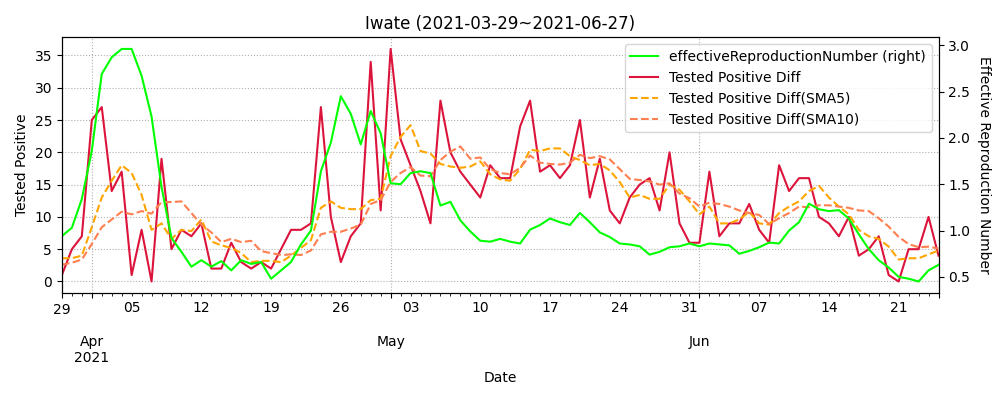 Iwate (2021-03-29~2021-06-27)
effectiveReproductionNumber (right)
Tested Positive Diff
Tested Positive Diff(SMA5)
Tested Positive Diff(SMA10)
Tested Positive
35
30
25
20
15
10
5
0
3.0
2.5
2.0
1.5
1.0
0.5
Effective Reproduction Number
29 05 12 19 26 03 10 17 24 31 07 14 21
Apr May Jun
2021
Date